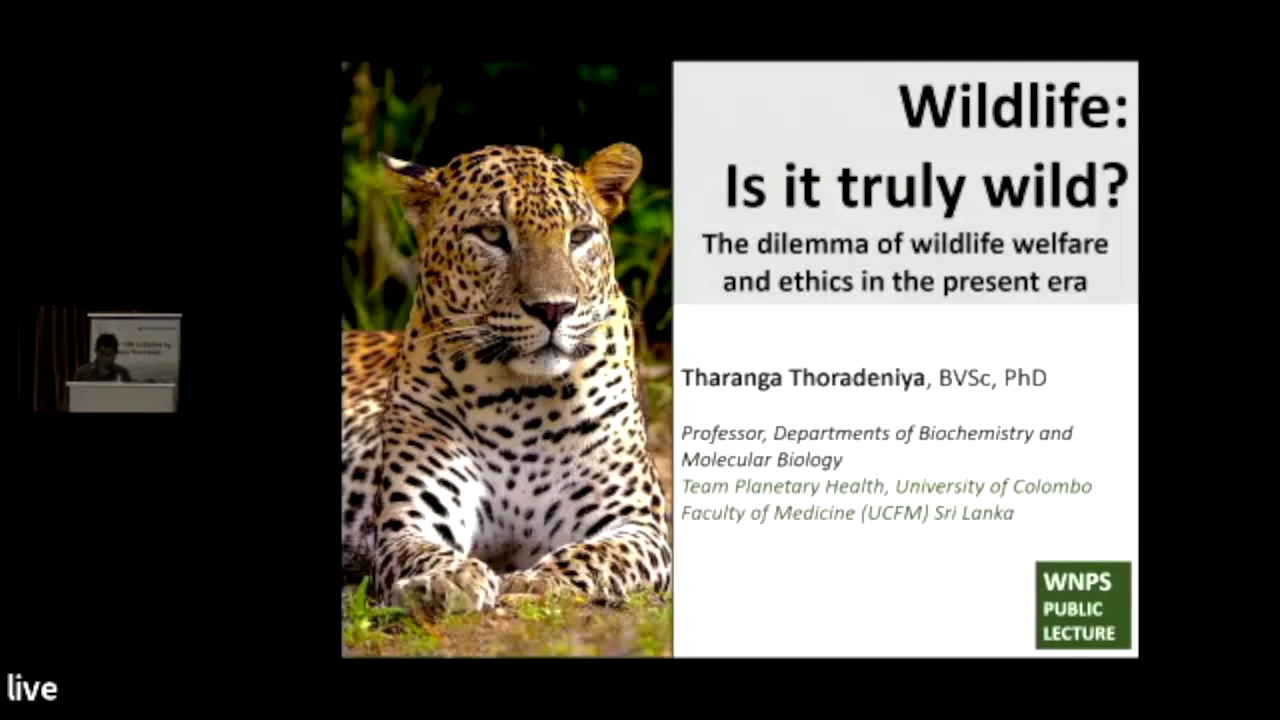 Wildlife:
Is it truly wild?
The dilemma of wildlife welfare
and ethics in the present era
Tharanga Thoradeniya, BVSc, PhD
Professor, Departments of Biochemistry and
Molecular Biology
Team Planetary Health, University of Colombo
Faculty of Medicine (UCFM) Sri Lanka
WNPS
PUBLIC
LECTURE
live